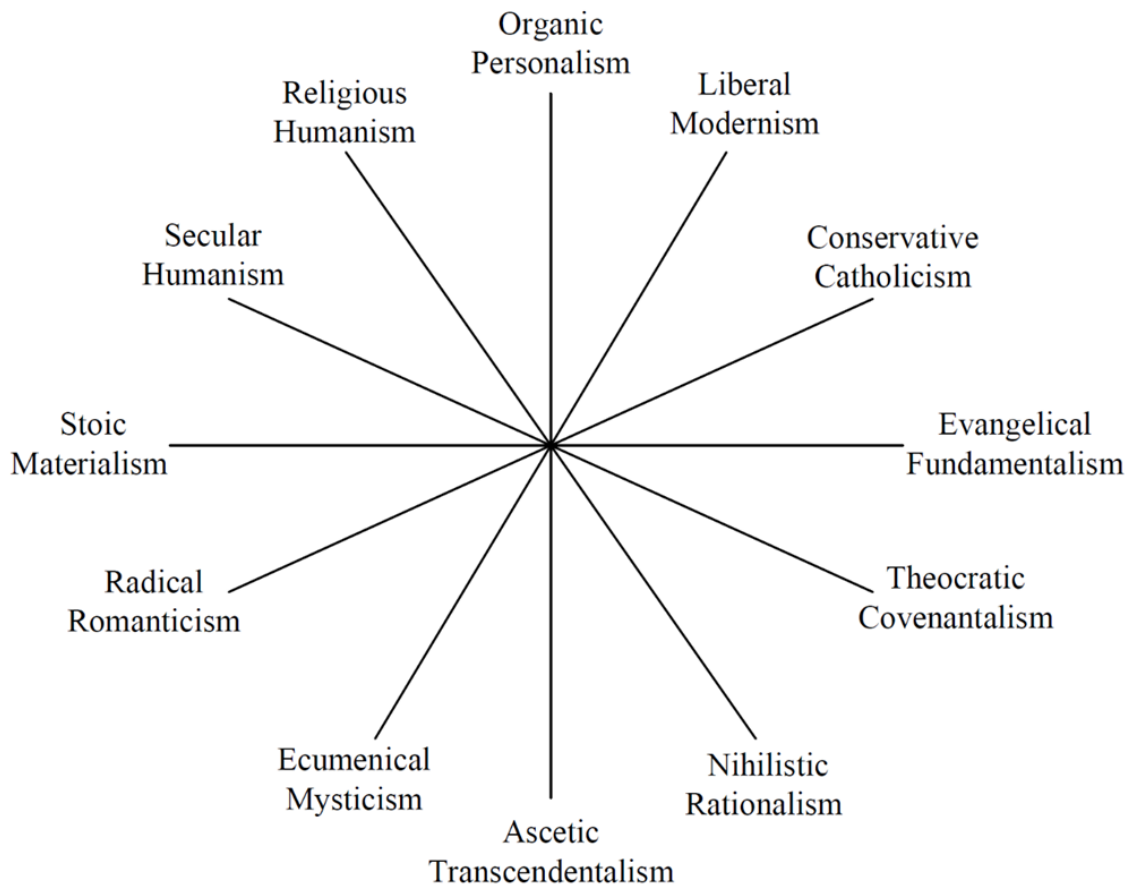 Organic
Personalism
Religious
Humanism
Liberal
Modernism
Secular
Humanism
Conservative
Catholicism
Stoic
Materialism
Evangelical
Fundamentalism
Radical
Romanticism
Theocratic
Covenantalism
Ecumenical
Mysticism
Nihilistic
Rationalism
Ascetic
Transcendentalism